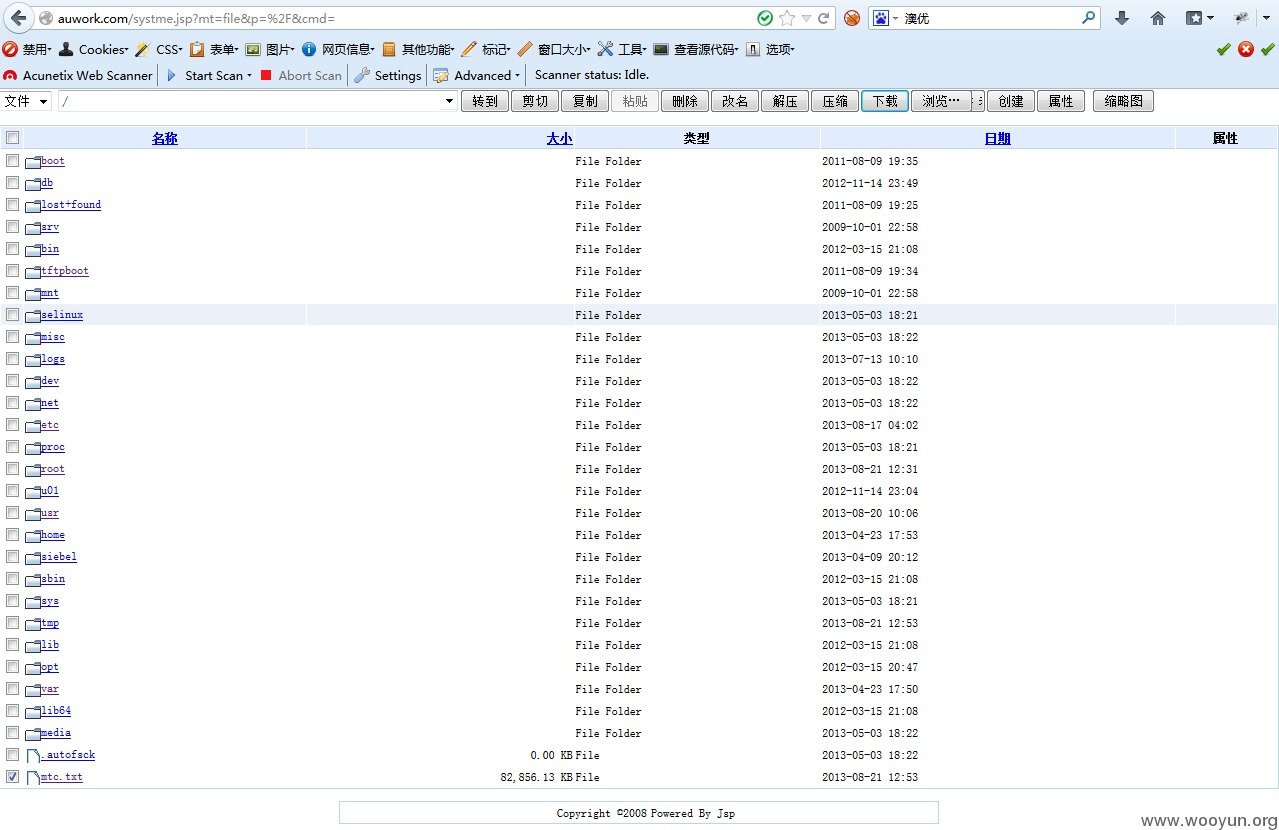 auwork.com/systme.jsp?mt=file&p=%2F&cmd=
澳优
禁用 Cookies CSS 表单 图片 网页信息 其他功能 标记 窗口大小 工具 查看源代码 选项
Acunetix Web Scanner Start Scan Abort Scan Settings Advanced Scanner status: Idle.
文件 / 转到 剪切 复制 粘贴 删除 改名 解压 压缩 下载 浏览… 创建 属性 缩略图
名称 大小 类型 日期 属性
boot File Folder 2011-08-09 19:35
db File Folder 2012-11-14 23:49
lost+found File Folder 2011-08-09 19:25
srv File Folder 2009-10-01 22:58
bin File Folder 2012-03-15 21:08
tftpboot File Folder 2011-08-09 19:34
mnt File Folder 2009-10-01 22:58
selinux File Folder 2013-05-03 18:21
misc File Folder 2013-05-03 18:22
logs File Folder 2013-07-13 10:10
dev File Folder 2013-05-03 18:22
net File Folder 2013-05-03 18:22
etc File Folder 2013-08-17 04:02
proc File Folder 2013-05-03 18:21
root File Folder 2013-08-21 12:31
u01 File Folder 2012-11-14 23:04
usr File Folder 2013-08-20 10:06
home File Folder 2013-04-23 17:53
siebel File Folder 2013-04-09 20:12
sbin File Folder 2012-03-15 21:08
sys File Folder 2013-05-03 18:21
tmp File Folder 2013-08-21 12:53
lib File Folder 2012-03-15 21:08
opt File Folder 2012-03-15 20:47
var File Folder 2013-04-23 17:50
lib64 File Folder 2012-03-15 21:08
media File Folder 2013-05-03 18:22
.autofsck 0.00 KB File 2013-05-03 18:22
mtc.txt 82,856.13 KB File 2013-08-21 12:53
Copyright ©2008 Powered By Jsp
www.wooyun.org